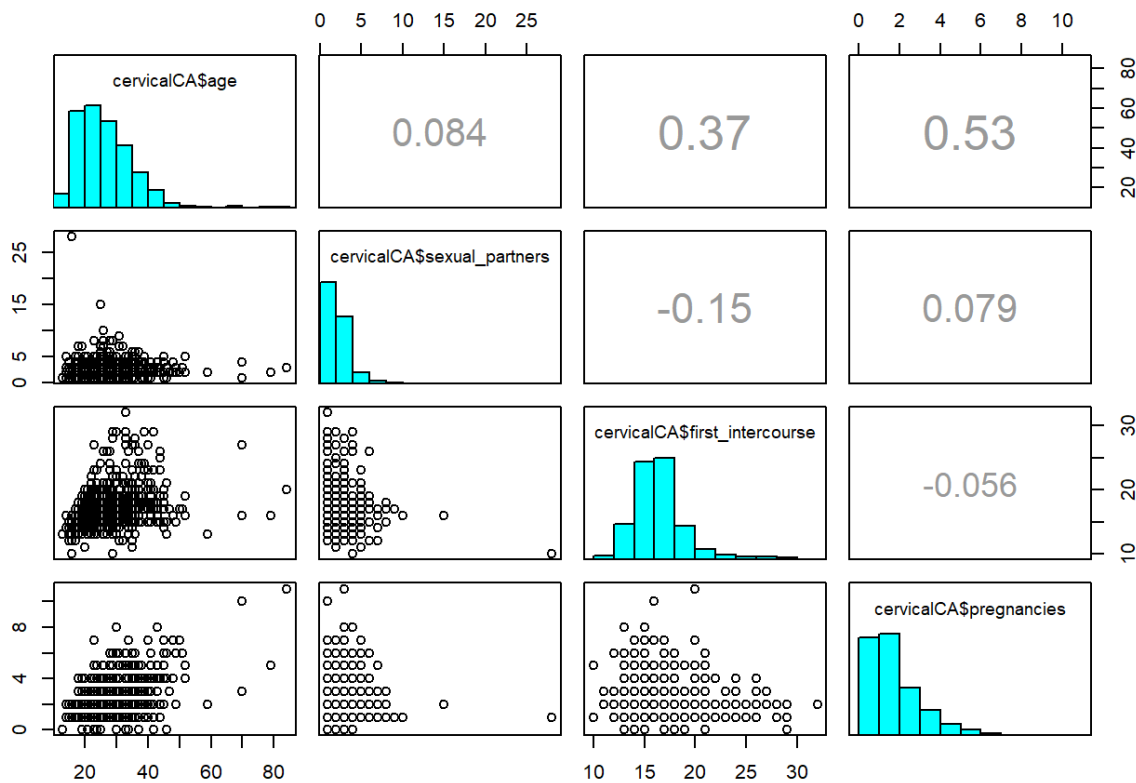 0 5 10 15 20 25
0 2 4 6 8 10
cervicalCA$age
0.084
0.37
0.53
20 40 60 80
0 5 15 25
cervicalCA$sexual_partners
-0.15
0.079
cervicalCA$first_intercourse
-0.056
10 20 30
0 4 8
cervicalCA$pregnancies
20 40 60 80
10 15 20 25 30